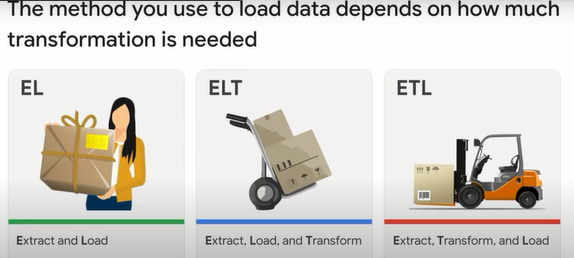 The method you use to load data depends on how much
transformation is needed
EL
ELT
ETL
Extract and Load
Extract, Load, and Transform
Extract, Transform, and Load